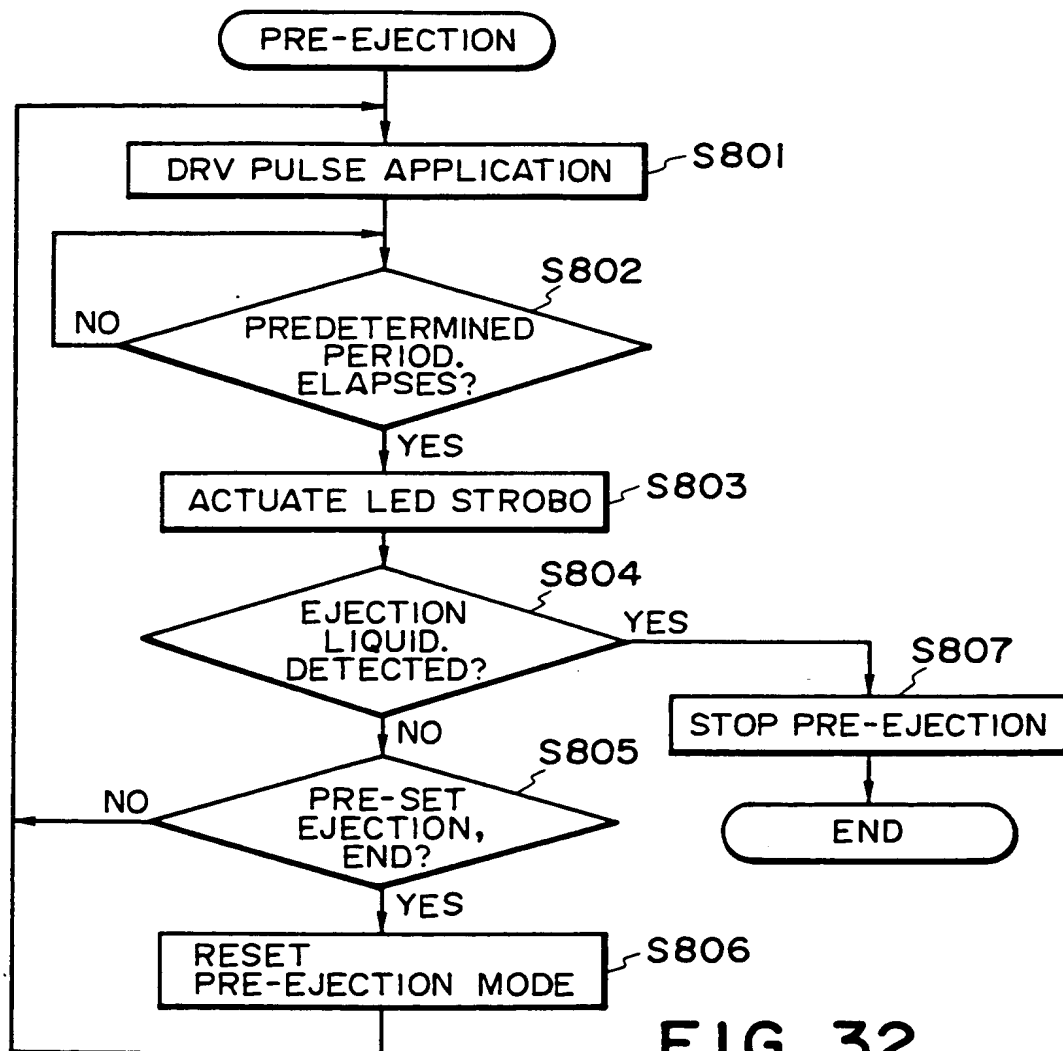 PRE-EJECTION
DRV PULSE APPLICATION
S801
S802
NO
PREDETERMINED
PERIOD.
ELAPSES?
YES
ACTUATE LED STROBO
S803
S804
EJECTION
LIQUID.
DETECTED?
YES
S807
STOP PRE-EJECTION
NO
S805
NO
PRE-SET
EJECTION,
END?
END
YES
RESET
PRE-EJECTION MODE
S806
FIG. 32